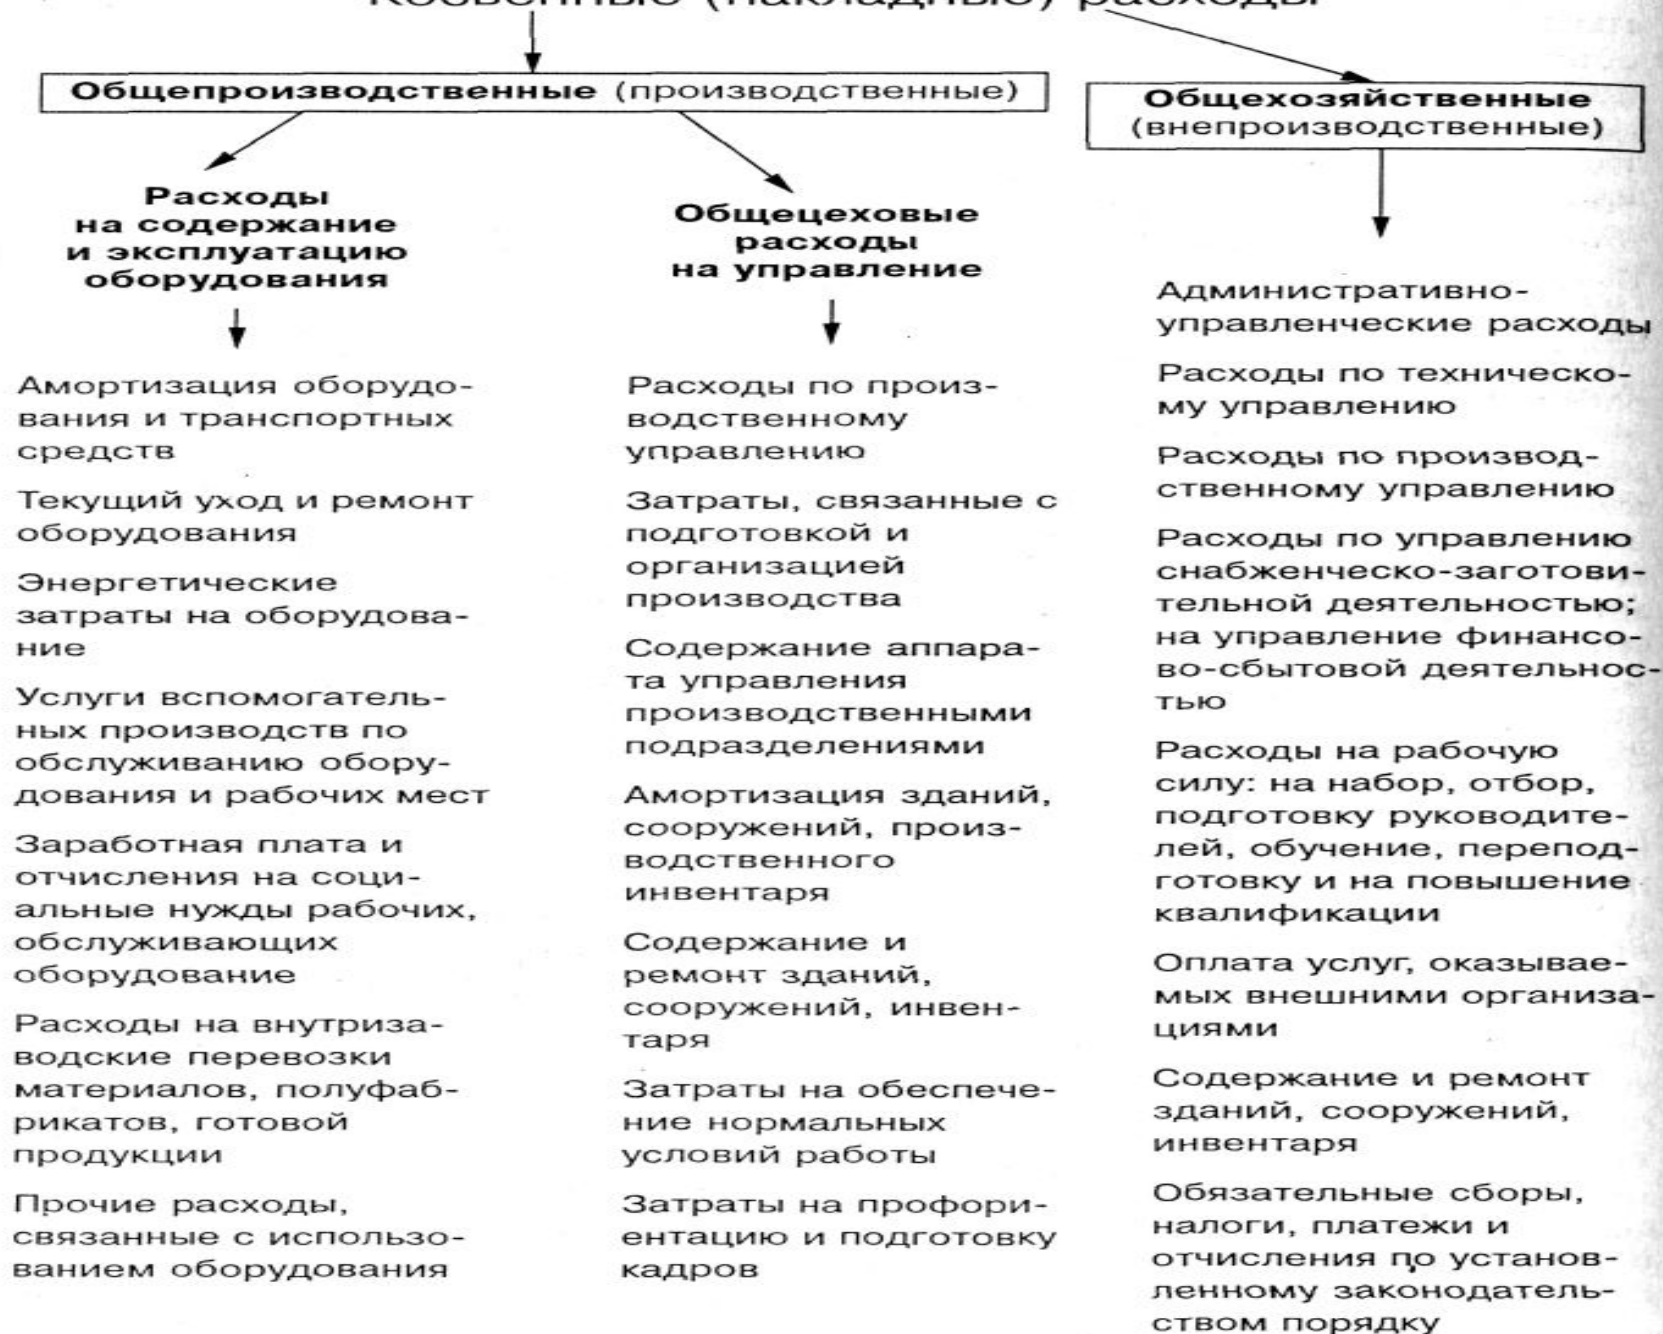 Косвенные (накладные) расходы
Общепроизводственные (производственные)
Общехозяйственные
(внепроизводственные)
Расходы
на содержание
и эксплуатацию
оборудования
Амортизация оборудо-
вания и транспортных
средств
Текущий уход и ремонт
оборудования
Энергетические
затраты на оборудова-
ние
Услуги вспомогатель-
ных производств по
обслуживанию обору-
дования и рабочих мест
Заработная плата и
отчисления на соци-
альные нужды рабочих,
обслуживающих
оборудование
Расходы на внутриза-
водские перевозки
материалов, полуфаб-
рикатов, готовой
продукции
Прочие расходы,
связанные с использо-
ванием оборудования
Общецеховые
расходы
на управление
Расходы по произ-
водственному
управлению
Затраты, связанные с
подготовкой и
организацией
производства
Содержание аппара-
та управления
производственными
подразделениями
Амортизация зданий,
сооружений, произ-
водственного
инвентаря
Содержание и
ремонт зданий,
сооружений, инвен-
таря
Затраты на обеспече-
ние нормальных
условий работы
Затраты на профори-
ентацию и подготовку
кадров
Административно-
управленческие расходы
Расходы по техническо-
му управлению
Расходы по производ-
ственному управлению
Расходы по управлению
снабженческо-заготови-
тельной деятельностью;
на управление финансо-
во-сбытовой деятельнос-
тью
Расходы на рабочую
силу: на набор, отбор,
подготовку руководите-
лей, обучение, перепод-
готовку и на повышение
квалификации
Оплата услуг, оказывае-
мых внешними организа-
циями
Содержание и ремонт
зданий, сооружений,
инвентаря
Обязательные сборы,
налоги, платежи и
отчисления по установ-
ленному законодатель-
ством порядку